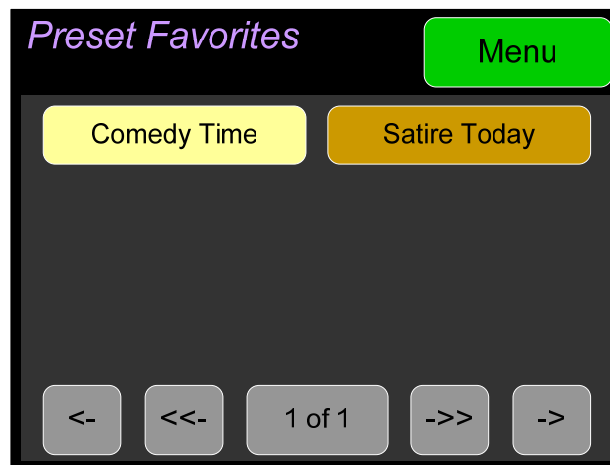 Preset Favorites
Menu
Comedy Time
Satire Today
<-
<<-
1 of 1
->>
->